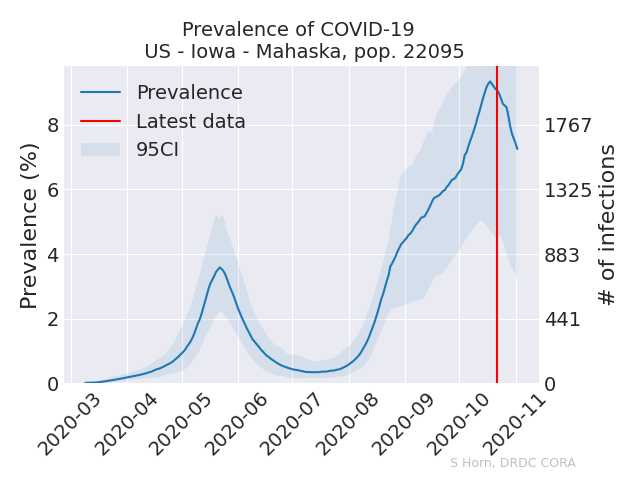 Prevalence of COVID-19
US - Iowa - Mahaska, pop. 22095
Prevalence
Latest data
95CI
Prevalence (%)
8
6
4
2
0
1767
1325
883
441
0
# of infections
2020-03
2020-04
2020-05
2020-06
2020-07
2020-08
2020-09
2020-10
2020-11
S Horn, DRDC CORA